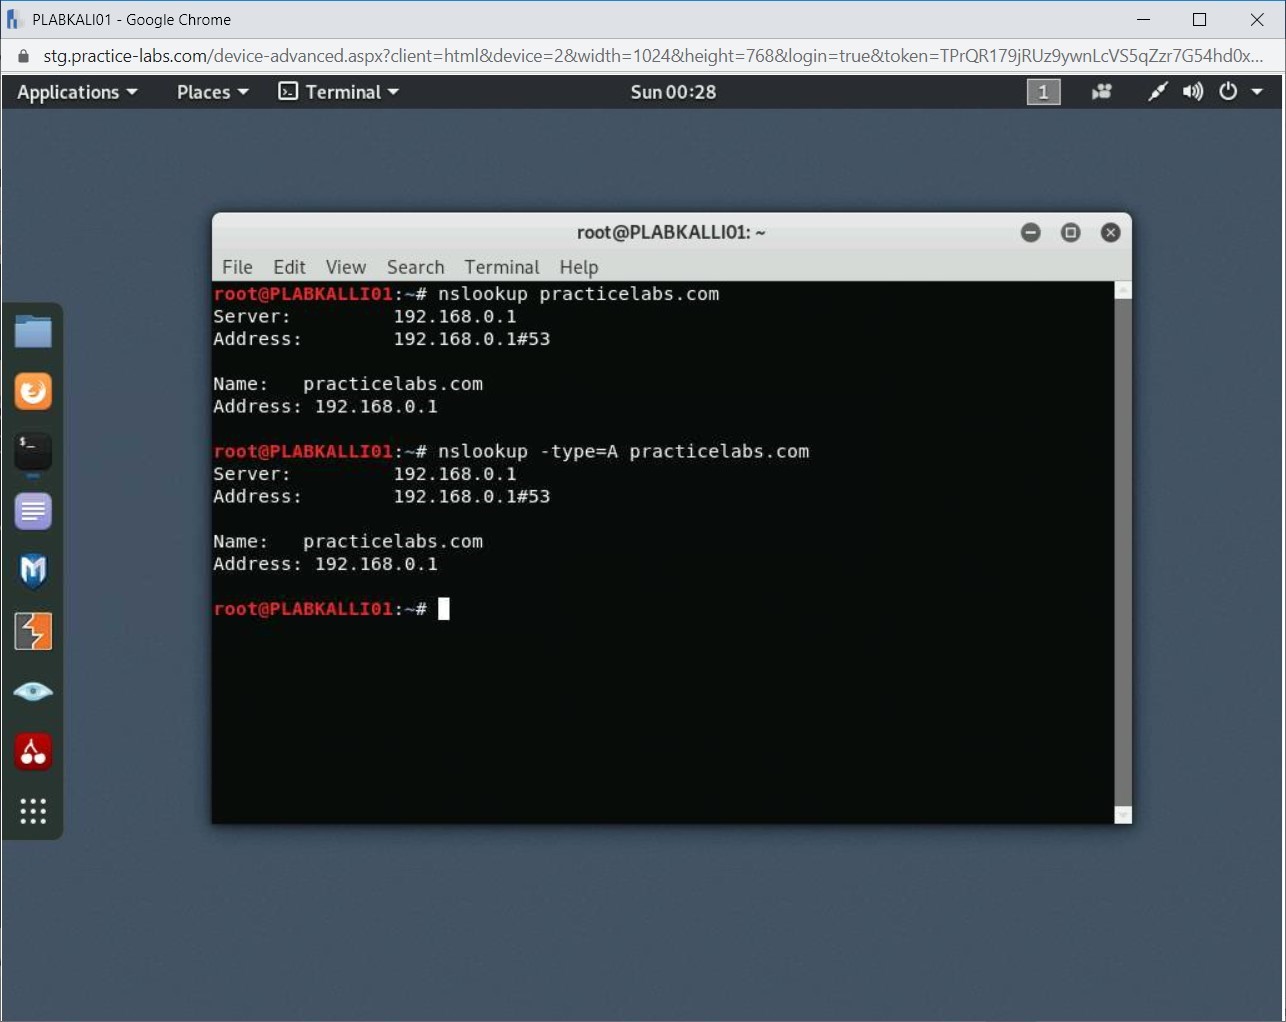 PLABKALI01 - Google Chrome
stg.practice-labs.com/device-advanced.aspx?client=html&device=2&width=1024&height=768&login=true&token=TPrQR179jRUz9ywnLcVS5qZzr7G54hd0x...
Applications Places Terminal Sun 00:28 1
root@PLABKALLI01: ~
File Edit View Search Terminal Help
root@PLABKALLI01:~# nslookup practicelabs.com
Server: 192.168.0.1
Address: 192.168.0.1#53
Name: practicelabs.com
Address: 192.168.0.1
root@PLABKALLI01:~# nslookup -type=A practicelabs.com
Server: 192.168.0.1
Address: 192.168.0.1#53
Name: practicelabs.com
Address: 192.168.0.1
root@PLABKALLI01:~#
$_